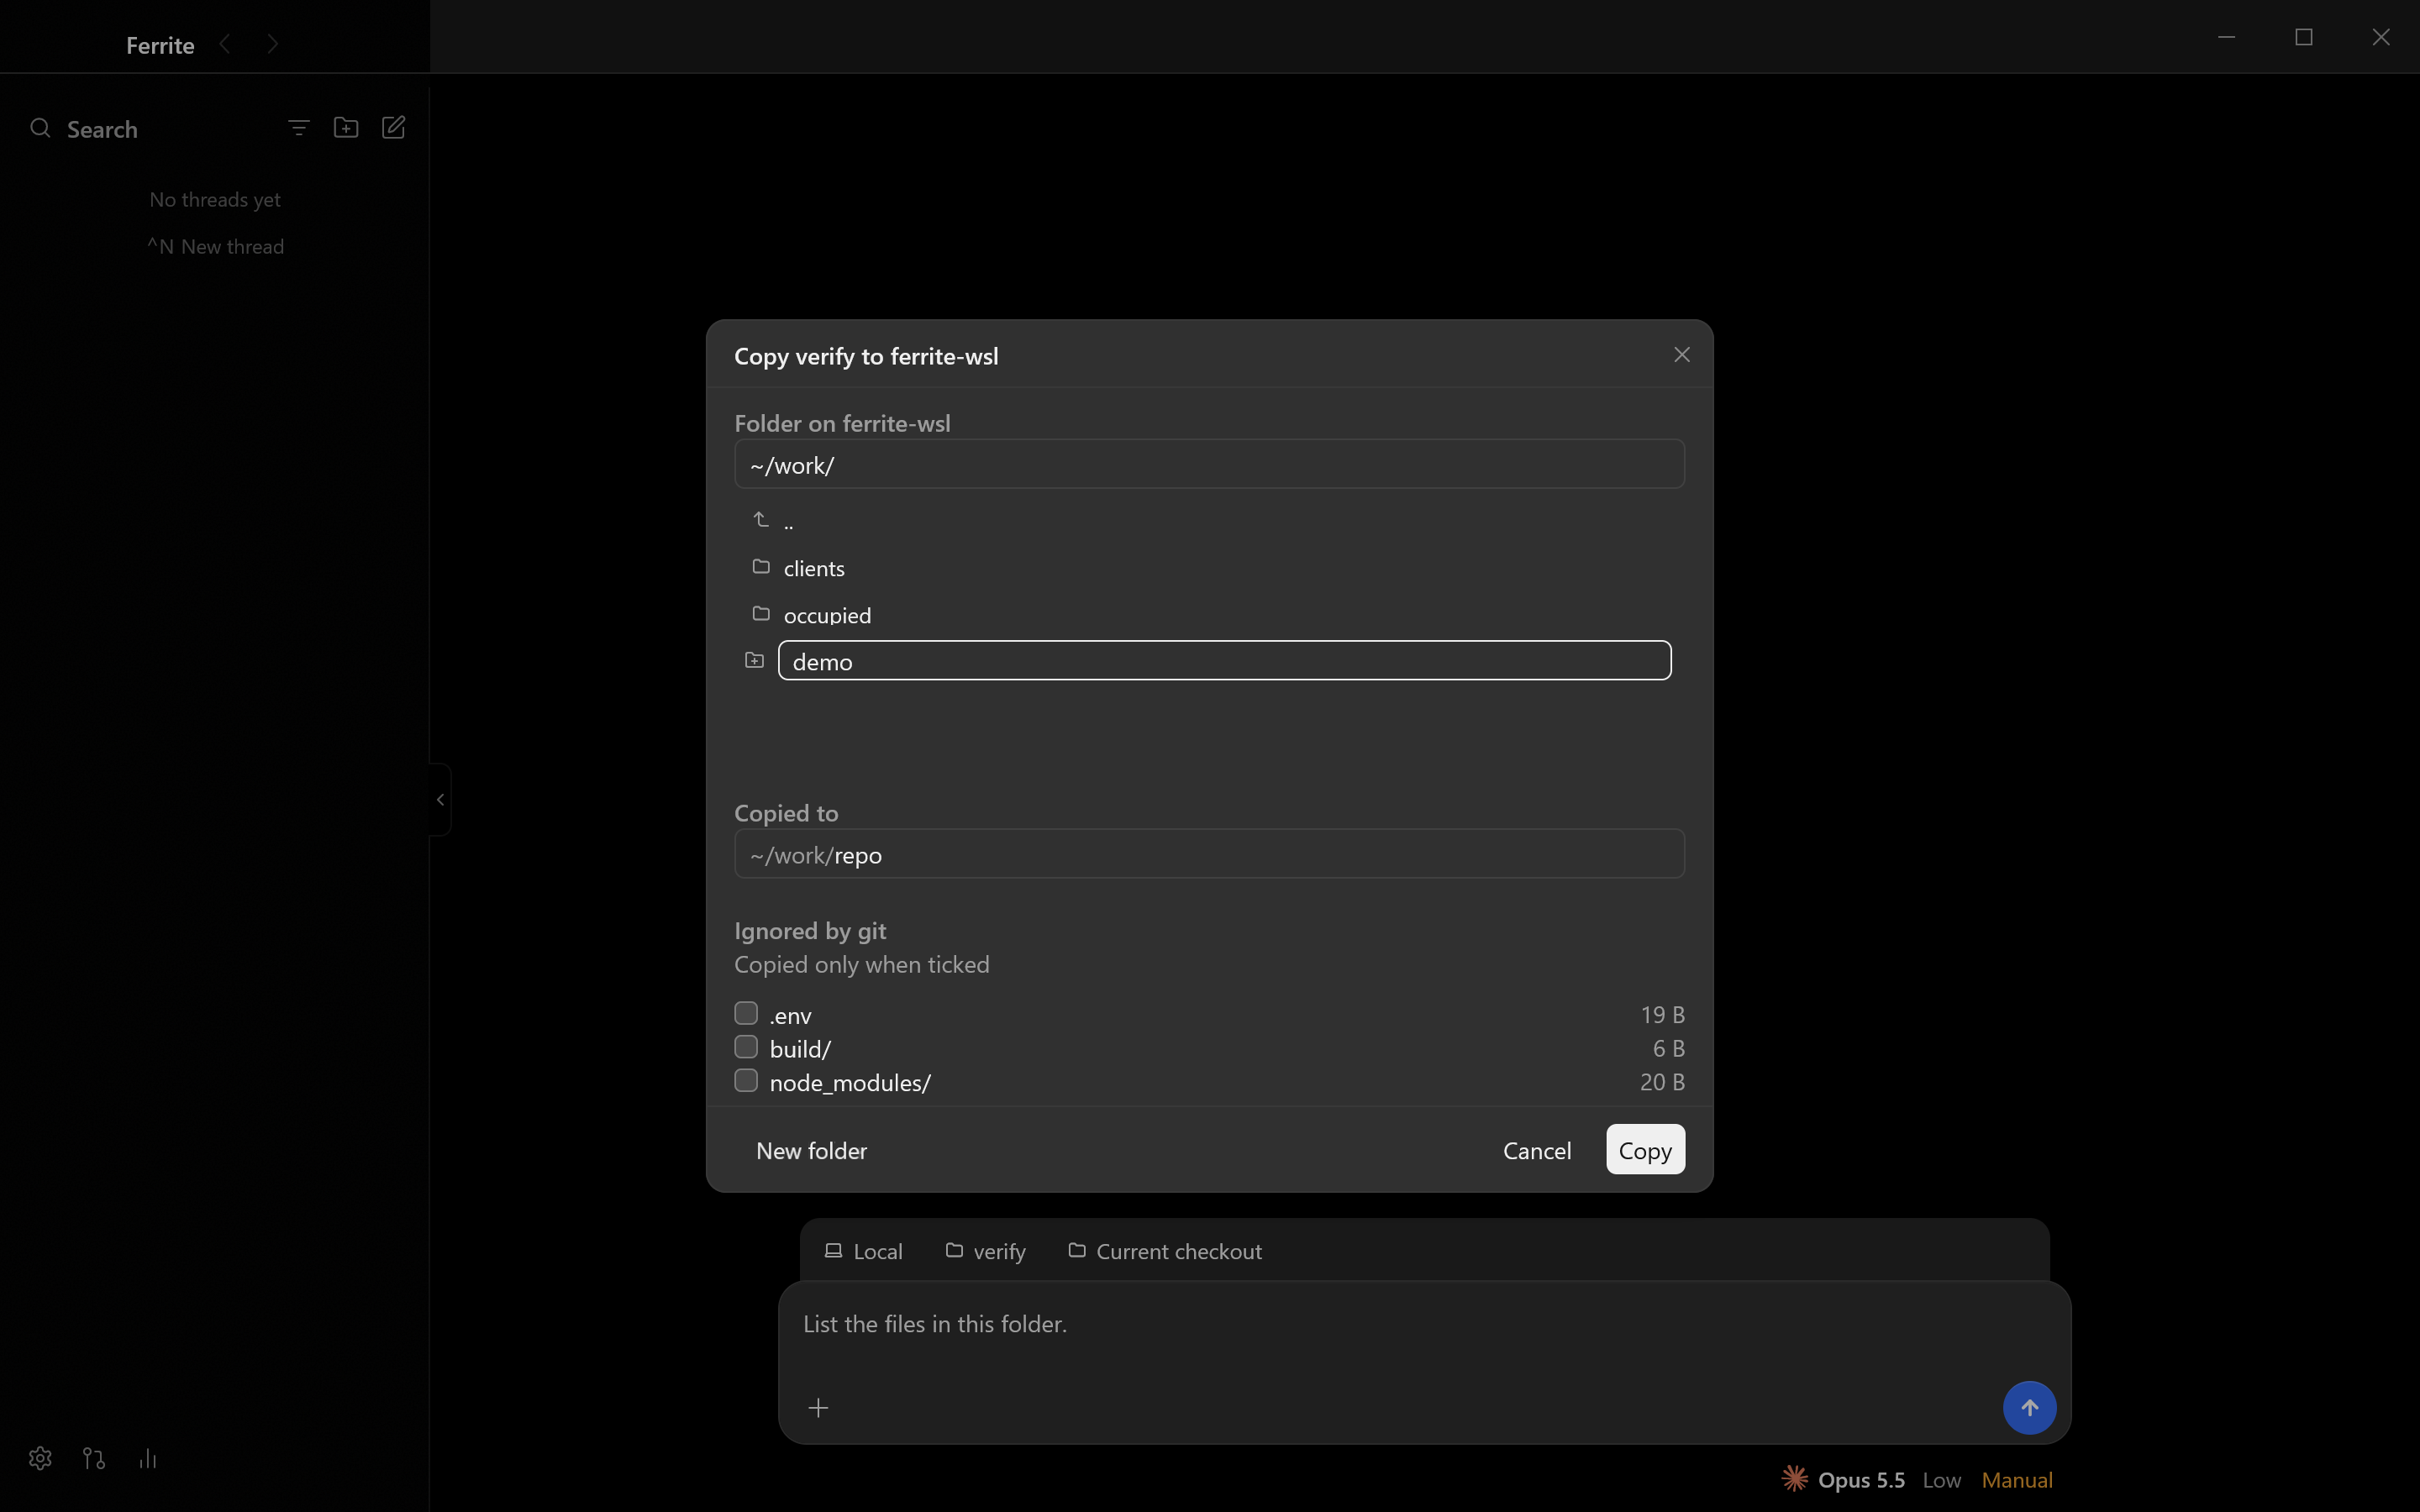 Ferrite
Search
No threads yet
^N New thread
Copy verify to ferrite-wsl
Folder on ferrite-wsl
~/work/
..
clients
occupied
demo
Copied to
~/work/repo
Ignored by git
Copied only when ticked
.env 19 B
build/ 6 B
node_modules/ 20 B
New folder Cancel Copy
Local verify Current checkout
List the files in this folder.
Opus 5.5 Low Manual